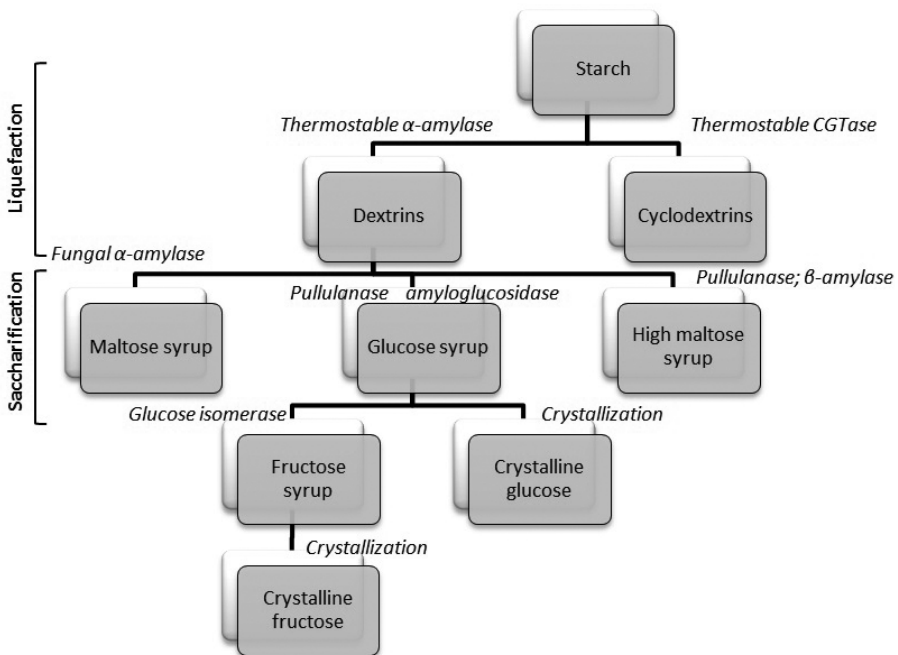 Starch
Thermostable α-amylase
Thermostable CGTase
Liquefaction
Dextrins
Cyclodextrins
Fungal α-amylase
Pullulanase amyloglucosidase
Pullulanase; β-amylase
Saccharification
Maltose syrup
Glucose syrup
High maltose
syrup
Glucose isomerase
Crystallization
Fructose
syrup
Crystalline
glucose
Crystallization
Crystalline
fructose